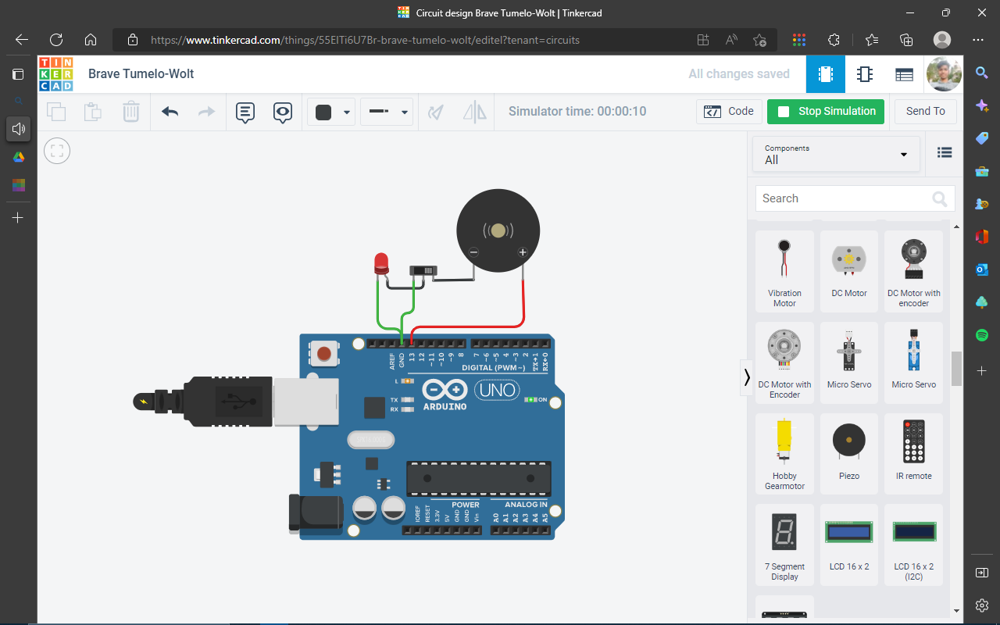 Circuit design Brave Tumelo-Wolt | Tinkercad
https://www.tinkercad.com/things/55ElTi6U7Br-brave-tumelo-wolt/editel?tenant=circuits
TIN
KER
CAD
Brave Tumelo-Wolt
All changes saved
Simulator time: 00:00:10
Code
Stop Simulation
Send To
Components
All
Search
Vibration
Motor
DC Motor
DC Motor with
encoder
DC Motor with
Encoder
Micro Servo
Micro Servo
Hobby
Gearmotor
Piezo
IR remote
7 Segment
Display
LCD 16 x 2
LCD 16 x 2
(I2C)
AREF
GND
13
12
~11
~10
~9
8
7
~6
~5
4
~3
2
TX→1
RX←0
DIGITAL (PWM~)
L
TX
RX
ARDUINO
UNO
ON
POWER
ANALOG IN
IOREF
RESET
3.3V
5V
GND
GND
Vin
A0
A1
A2
A3
A4
A5